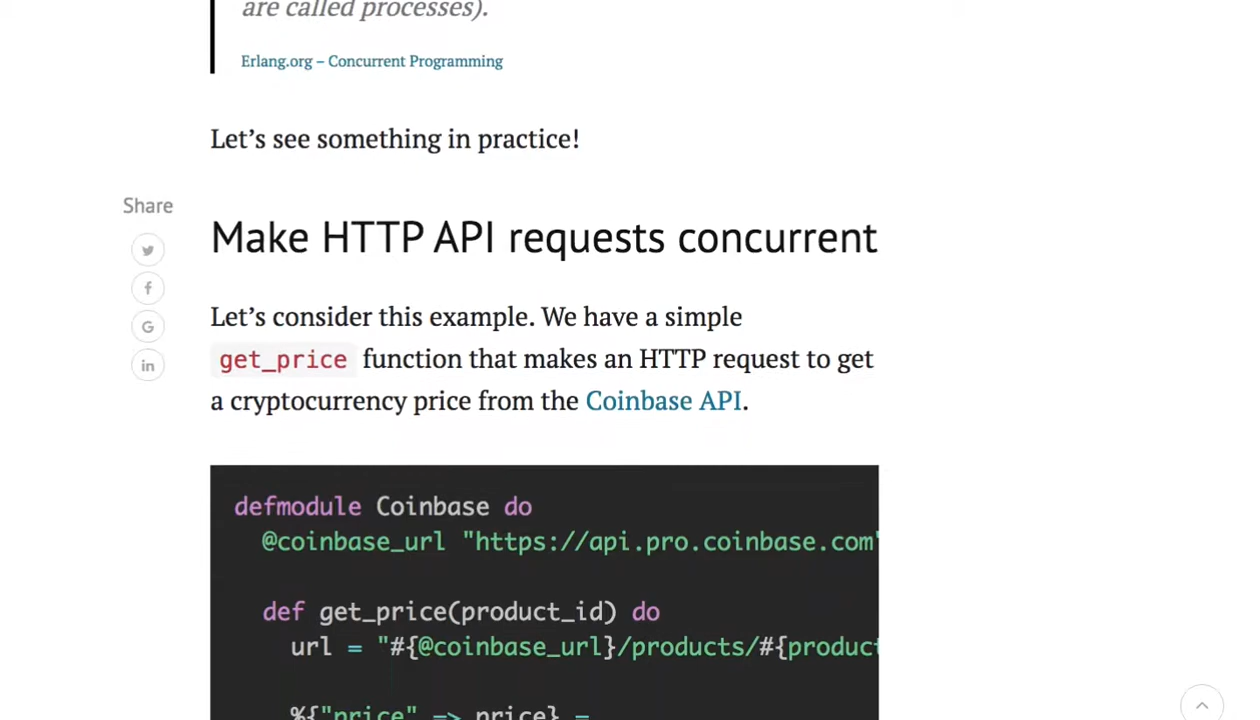 are called processes).
Erlang.org – Concurrent Programming
Let’s see something in practice!
Share
Make HTTP API requests concurrent
Let’s consider this example. We have a simple
get_price function that makes an HTTP request to get
a cryptocurrency price from the Coinbase API.
defmodule Coinbase do
@coinbase_url "https://api.pro.coinbase.com"
def get_price(product_id) do
url = "#{@coinbase_url}/products/#{product
%{"price" => price} =